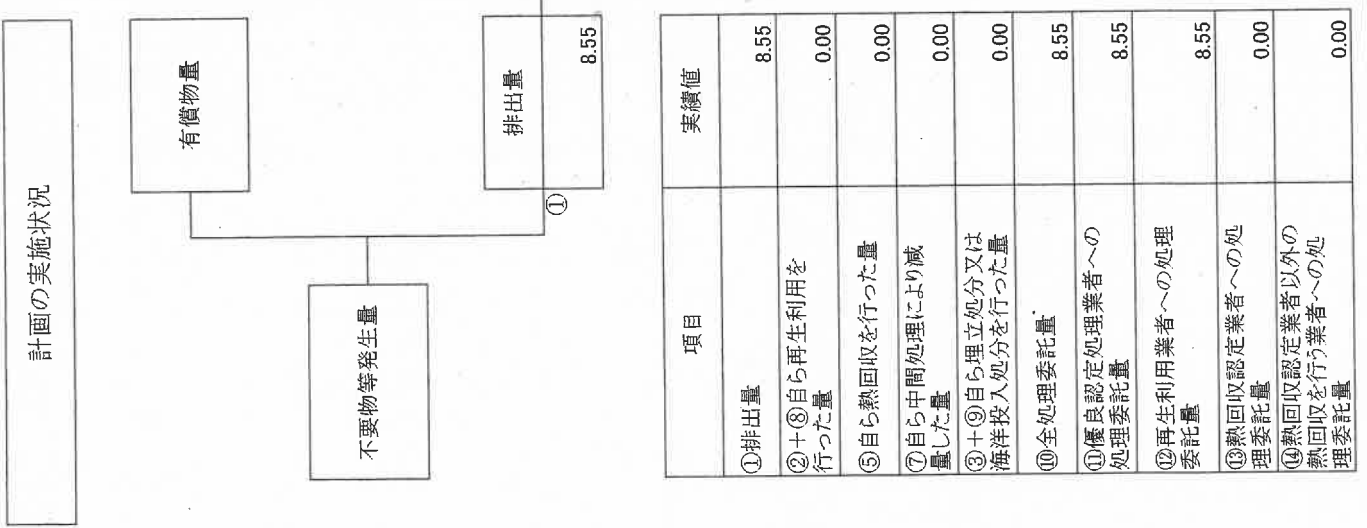 計画の実施状況
有償物量
不要物等発生量
①
排出量
8.55
項目
実績値
①排出量
8.55
②+⑧自ら再生利用を
行った量
0.00
⑤自ら熱回収を行った量
0.00
⑦自ら中間処理により減
量した量
0.00
③+⑨自ら埋立処分又は
海洋投入処分を行った量
0.00
⑩全処理委託量
8.55
⑪優良認定処理業者への
処理委託量
8.55
⑫再生利用業者への処理
委託量
8.55
⑬熱回収認定業者への処
理委託量
0.00
⑭熱回収認定業者以外の
熱回収を行う業者への処
理委託量
0.00